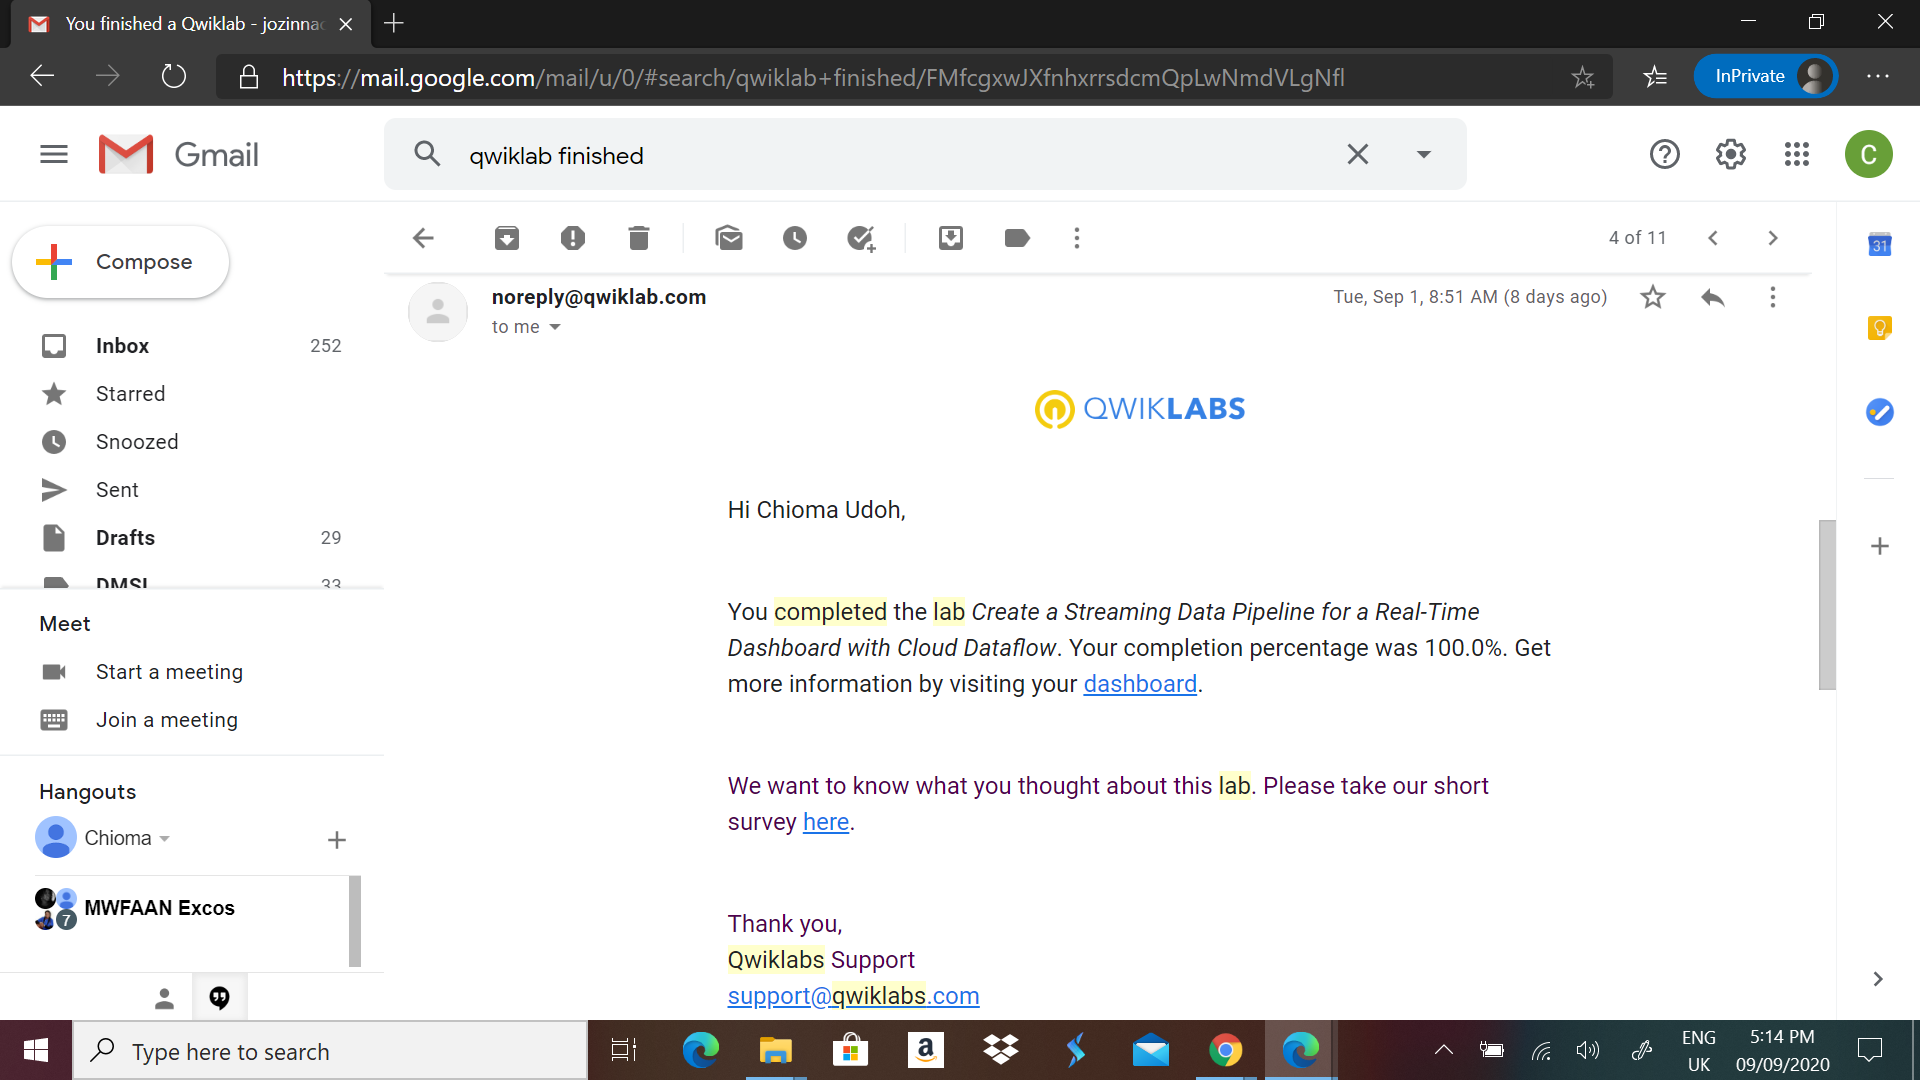 You finished a Qwiklab - jozinnac
https://mail.google.com/mail/u/0/#search/qwiklab+finished/FMfcgxwJXfnhxrrsdcmQpLwNmdVLgNfl
InPrivate
Gmail
qwiklab finished
C
Compose
4 of 11
31
noreply@qwiklab.com
Tue, Sep 1, 8:51 AM (8 days ago)
to me
Inbox 252
Starred
Snoozed
Sent
Drafts 29
DMSI 33
QWIKLABS
Hi Chioma Udoh,
You completed the lab Create a Streaming Data Pipeline for a Real-Time
Dashboard with Cloud Dataflow. Your completion percentage was 100.0%. Get
more information by visiting your dashboard.
We want to know what you thought about this lab. Please take our short
survey here.
Thank you,
Qwiklabs Support
support@qwiklabs.com
Meet
Start a meeting
Join a meeting
Hangouts
Chioma
MWFAAN Excos
7
Type here to search
a
ENG
UK
5:14 PM
09/09/2020